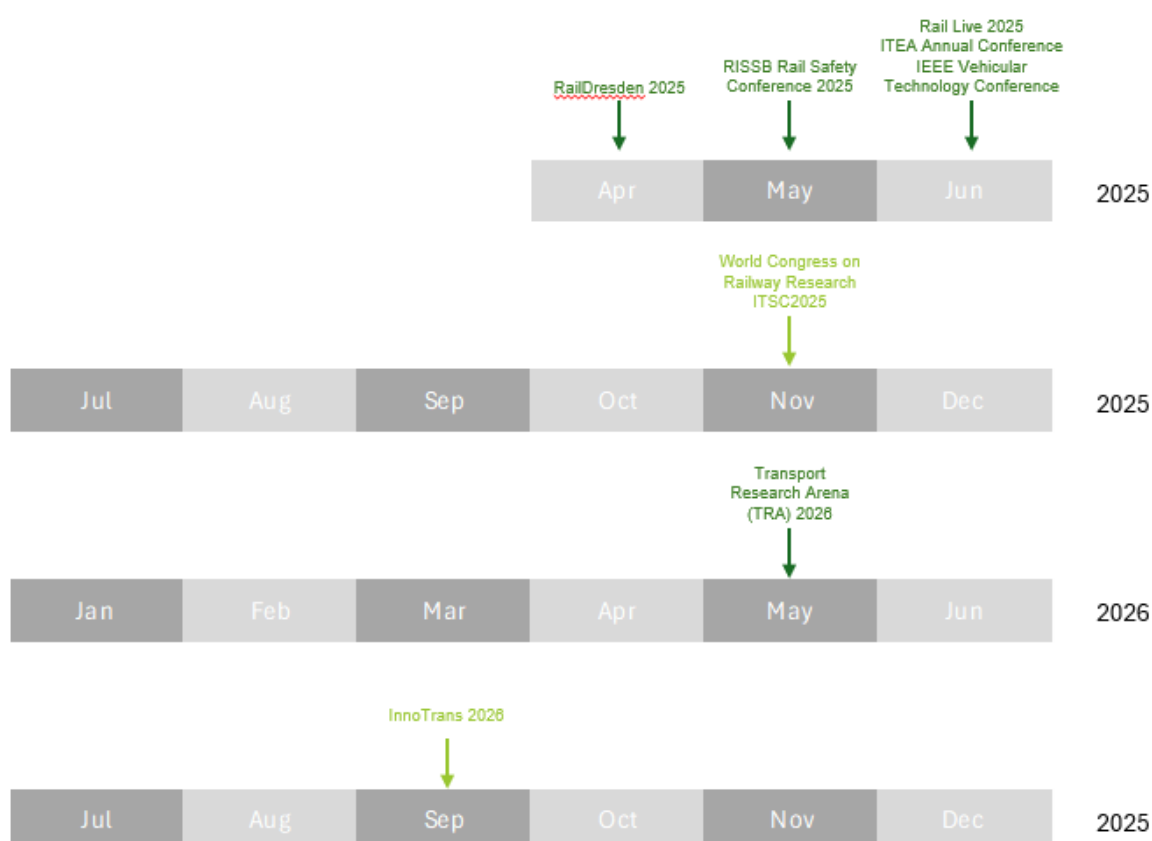 Rail Live 2025
ITEA Annual Conference
IEEE Vehicular
Technology Conference
RISSB Rail Safety
Conference 2025
RailDresden 2025
Apr May Jun 2025
World Congress on
Railway Research
ITSC2025
Jul Aug Sep Oct Nov Dec 2025
Transport
Research Arena
(TRA) 2026
Jan Feb Mar Apr May Jun 2026
InnoTrans 2026
Jul Aug Sep Oct Nov Dec 2025